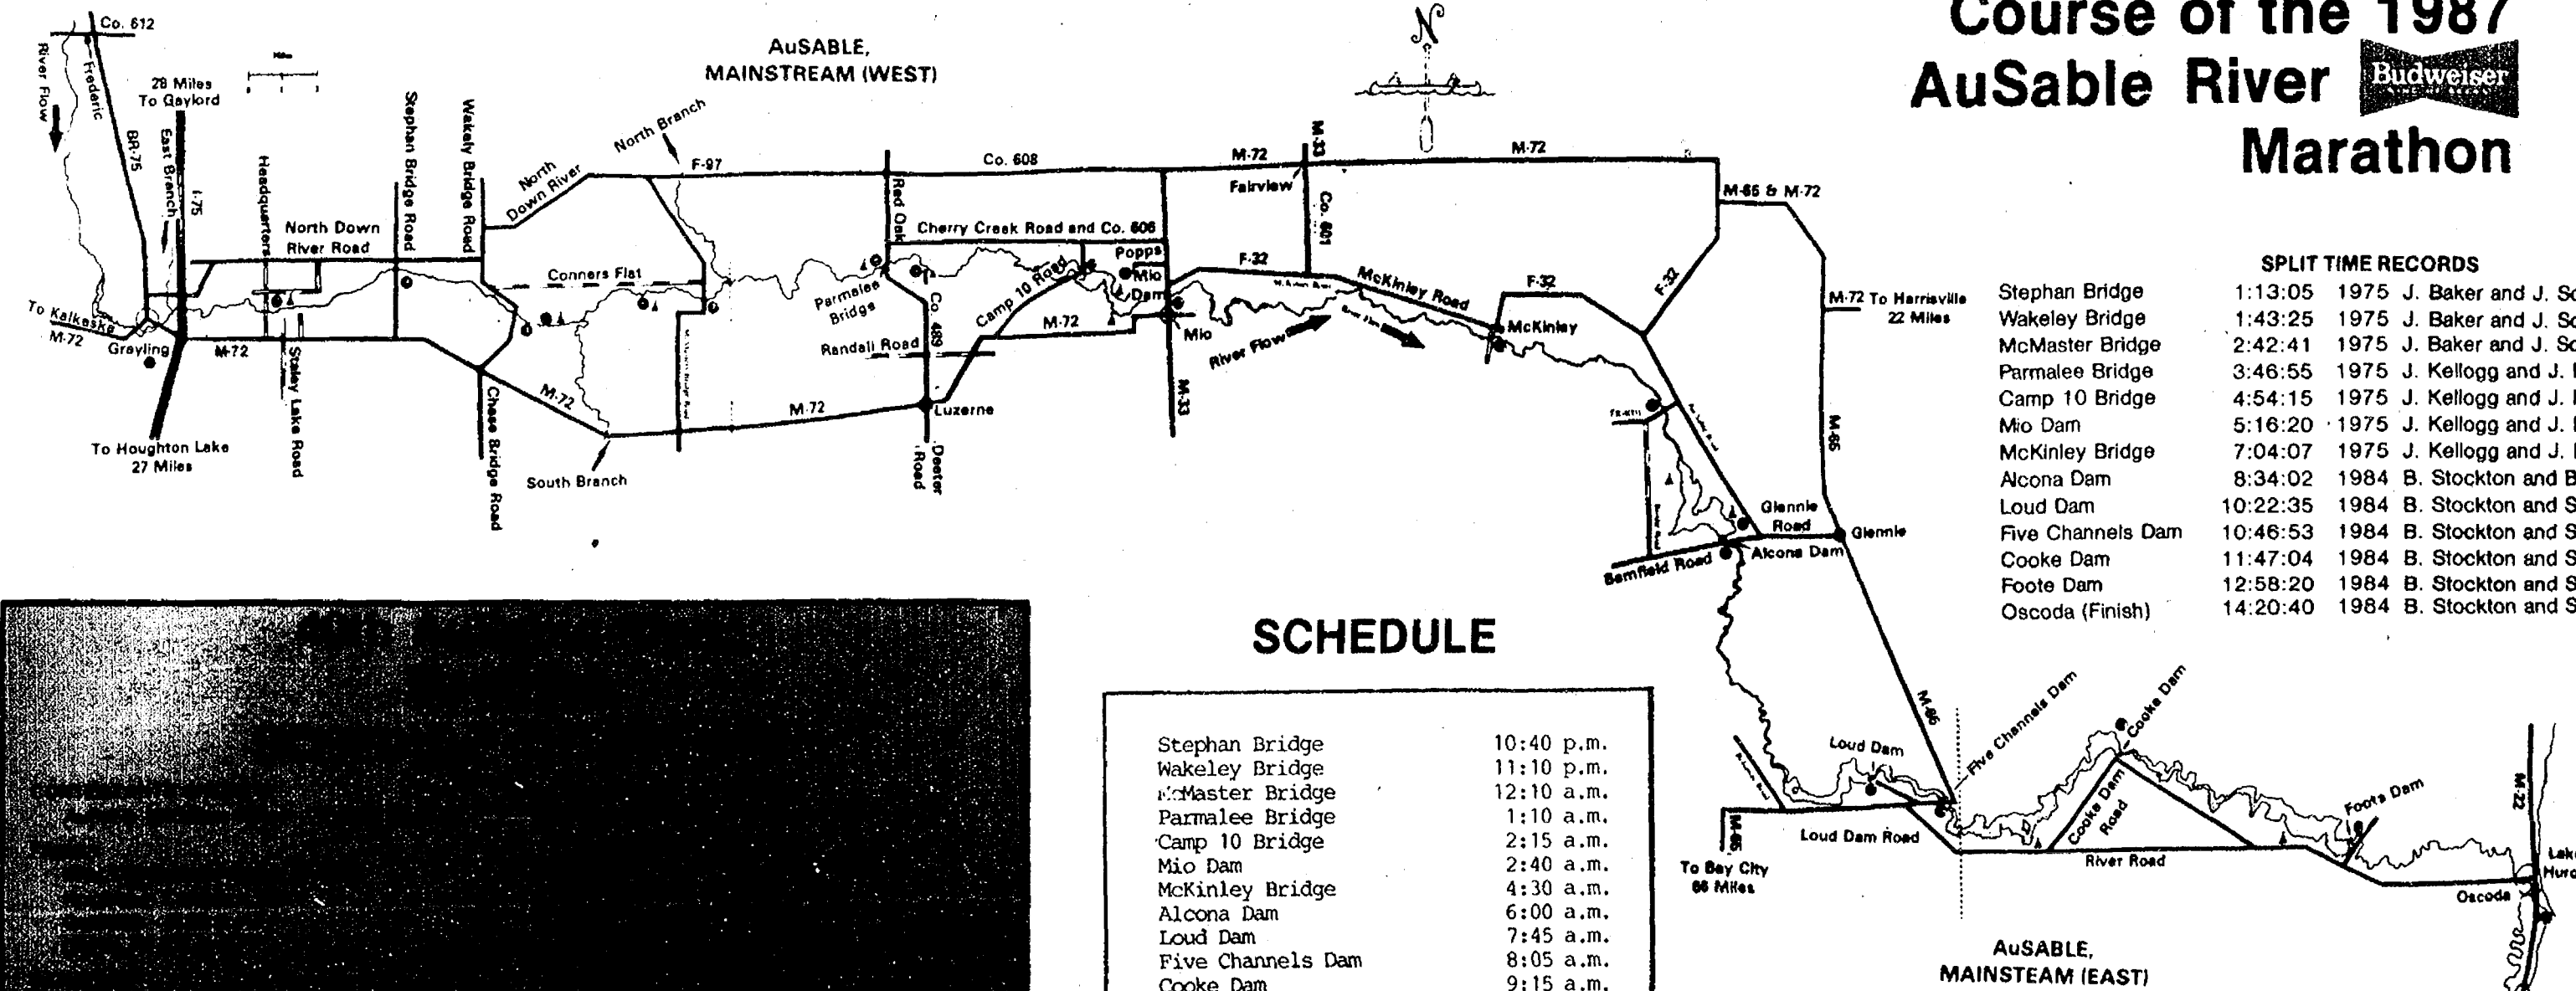 Course of the 1987
AuSable River Budweiser
Marathon
AuSABLE,
MAINSTREAM (WEST)
N
Co. 612
River Flow
Frederic
BR-75
28 Miles
To Gaylord
East Branch
I-75
Headquarters
Stephan Bridge Road
Wakely Bridge Road
North
Down River
North Branch
F-97
Co. 608
M-72
M-33
M-72
Fairview
Co. 601
M-65 & M-72
Red Oak
North Down
River Road
Cherry Creek Road and Co. 606
Popps
Mio
Dam
Conners Flat
Parmalee
Bridge
Camp 10 Road
Co. 489
F-32
McKinley Road
F-32
F-32
M-72 To Harrisville
22 Miles
To Kalkaska
M-72
Grayling
M-72
Staley Lake Road
M-72
Randall Road
M-72
Mio
River Flow
McKinley
M-72
Luzerne
M-33
M-65
To Houghton Lake
27 Miles
Chase Bridge Road
South Branch
Deeter
Road
Glennie
Road
Glennie
Alcona Dam
Bamfield Road
SPLIT TIME RECORDS
Stephan Bridge 1:13:05 1975 J. Baker and J.
Wakeley Bridge 1:43:25 1975 J. Baker and J.
McMaster Bridge 2:42:41 1975 J. Baker and J.
Parmalee Bridge 3:46:55 1975 J. Kellogg and J.
Camp 10 Bridge 4:54:15 1975 J. Kellogg and J.
Mio Dam 5:16:20 1975 J. Kellogg and J.
McKinley Bridge 7:04:07 1975 J. Kellogg and J.
Alcona Dam 8:34:02 1984 B. Stockton and
Loud Dam 10:22:35 1984 B. Stockton and
Five Channels Dam 10:46:53 1984 B. Stockton and
Cooke Dam 11:47:04 1984 B. Stockton and
Foote Dam 12:58:20 1984 B. Stockton and
Oscoda (Finish) 14:20:40 1984 B. Stockton and
SCHEDULE
Stephan Bridge 10:40 p.m.
Wakeley Bridge 11:10 p.m.
McMaster Bridge 12:10 a.m.
Parmalee Bridge 1:10 a.m.
Camp 10 Bridge 2:15 a.m.
Mio Dam 2:40 a.m.
McKinley Bridge 4:30 a.m.
Alcona Dam 6:00 a.m.
Loud Dam 7:45 a.m.
Five Channels Dam 8:05 a.m.
Cooke Dam 9:15 a.m.
M-65
Loud Dam
Five Channels Dam
Cooke Dam
Loud Dam Road
M-65
To Bay City
66 Miles
Cooke Dam
Road
River Road
Foote Dam
M-22
Oscoda
AuSABLE,
MAINSTEAM (EAST)